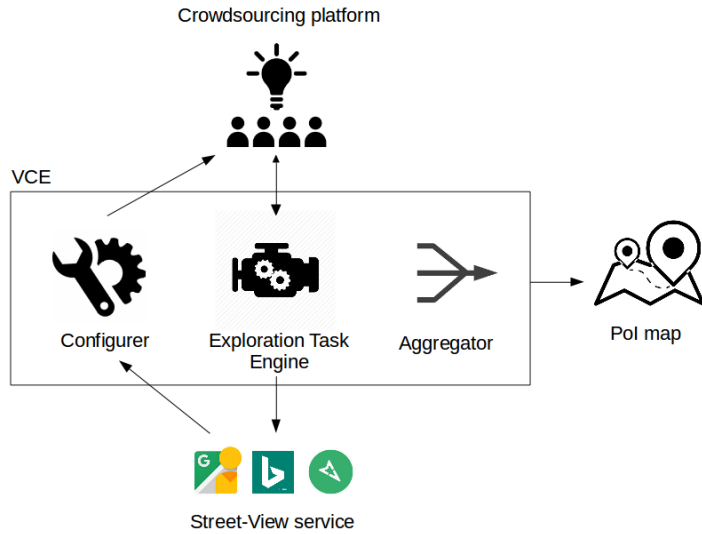 Crowdsourcing platform
VCE
Configurer
Exploration Task
Engine
Aggregator
PoI map
G
b
Street-View service